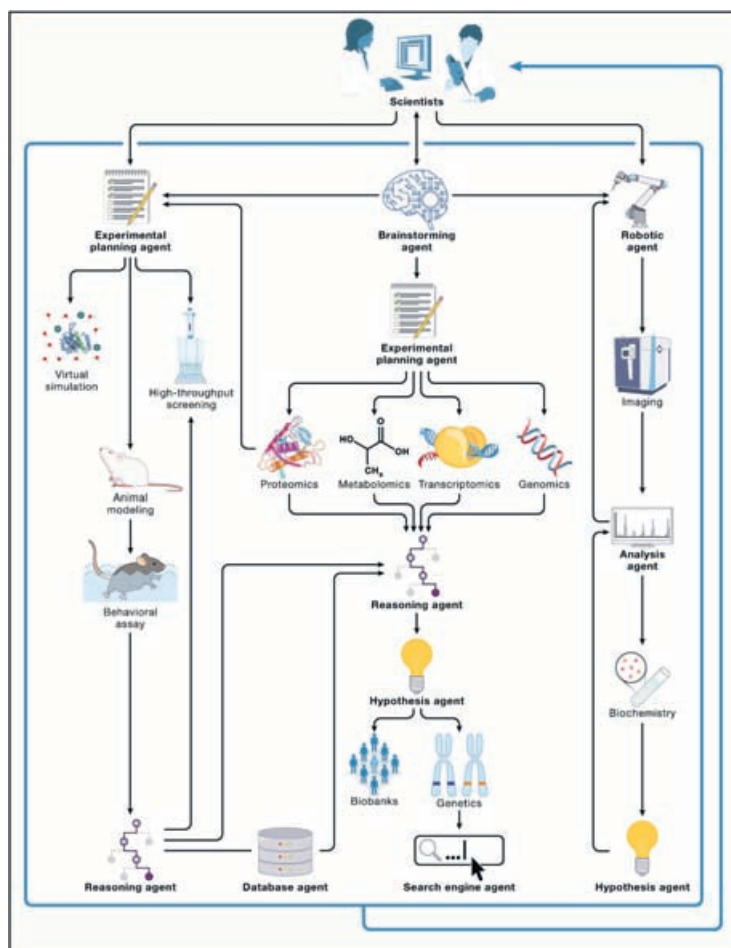 Scientists
Experimental
planning agent
Brainstorming
agent
Robotic
agent
Virtual
simulation
High-throughput
screening
Experimental
planning agent
Imaging
O
HO
OH
CH₃
Proteomics
Metabolomics
Transcriptomics
Genomics
Animal
modeling
Analysis
agent
Behavioral
assay
Reasoning agent
Hypothesis agent
Biochemistry
Biobanks
Genetics
Reasoning agent
Database agent
Search engine agent
Hypothesis agent